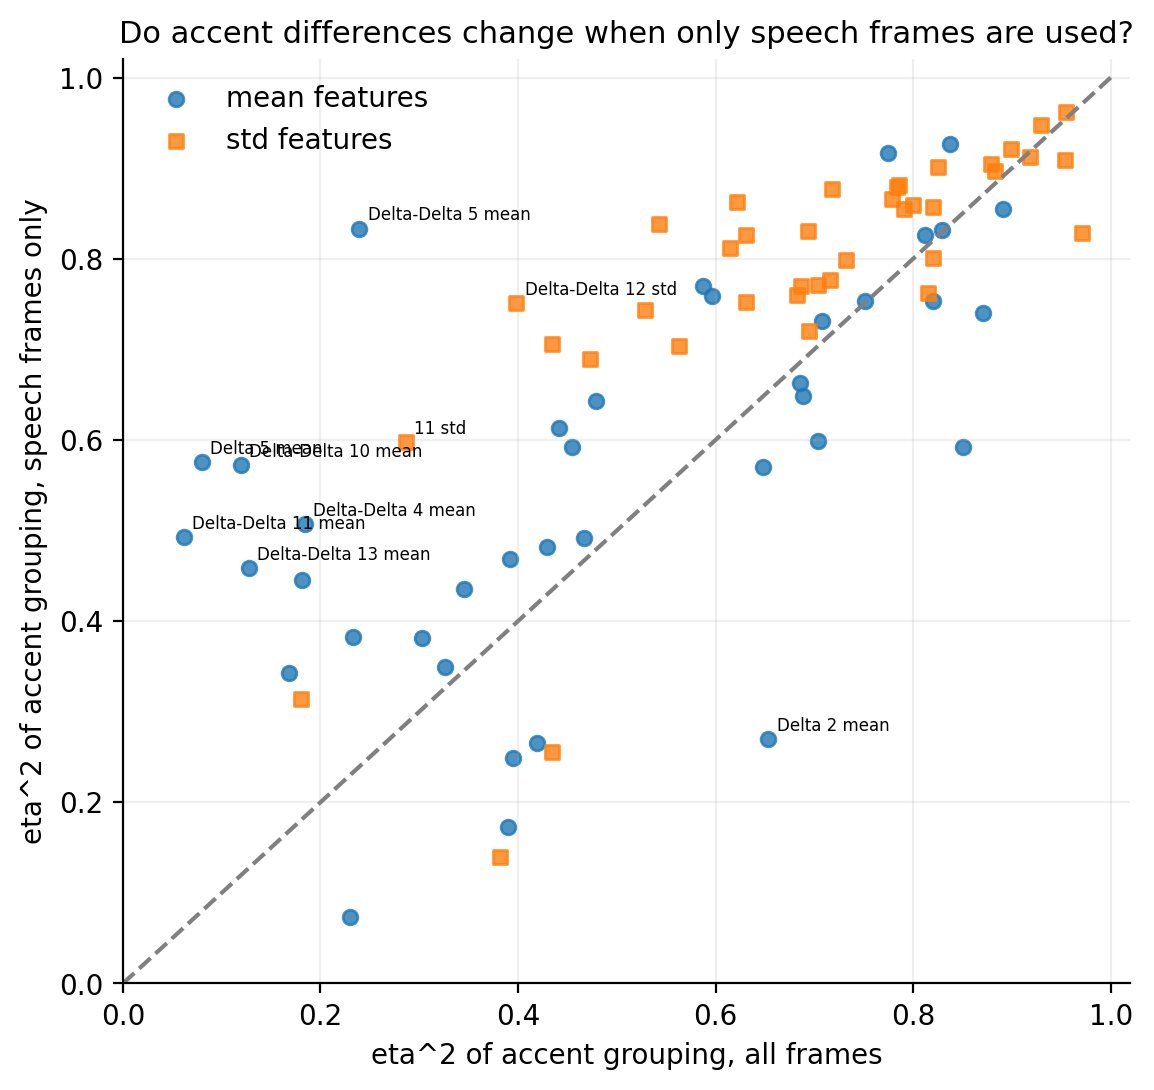 Do accent differences change when only speech frames are used?
mean features
std features
Delta-Delta 5 mean
Delta-Delta 12 std
11 std
Delta 5 mean
Delta-Delta 10 mean
Delta-Delta 4 mean
Delta-Delta 11 mean
Delta-Delta 13 mean
Delta 2 mean
eta^2 of accent grouping, speech frames only
1.0
0.8
0.6
0.4
0.2
0.0
0.0 0.2 0.4 0.6 0.8 1.0
eta^2 of accent grouping, all frames